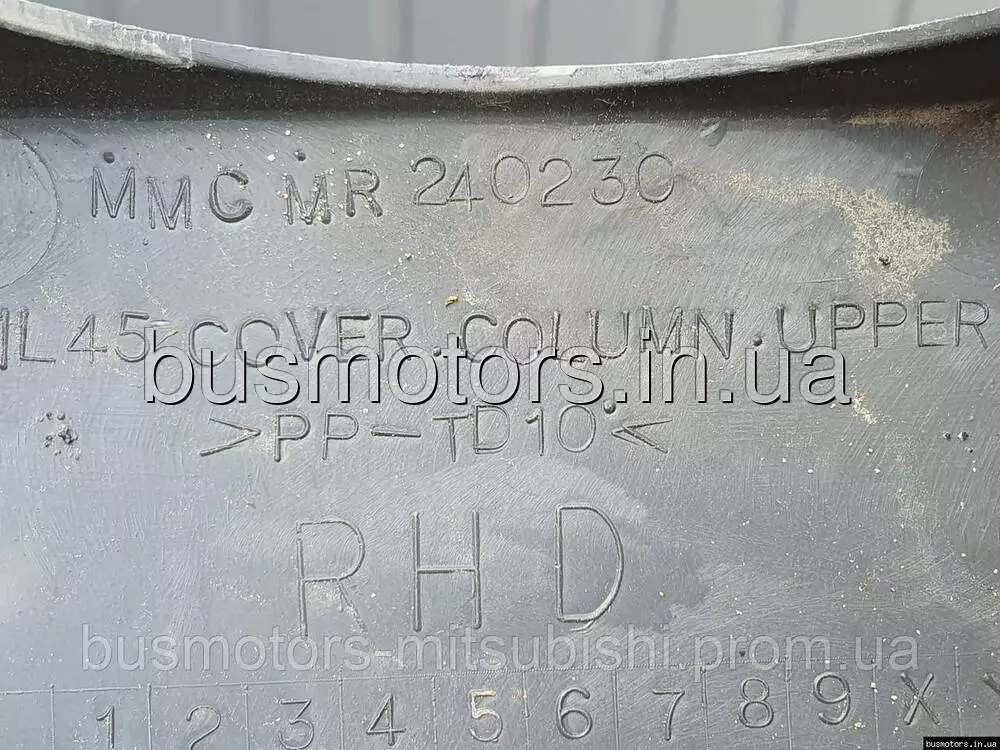 MMC MR 240230
1L45 COVER.COLUMN.UPPER
busmotors.in.ua
>PP-TD10<
RHD
busmotors-mitsubishi.prom.ua
1 2 3 4 5 6 7 8 9 X
busmotors.in.ua